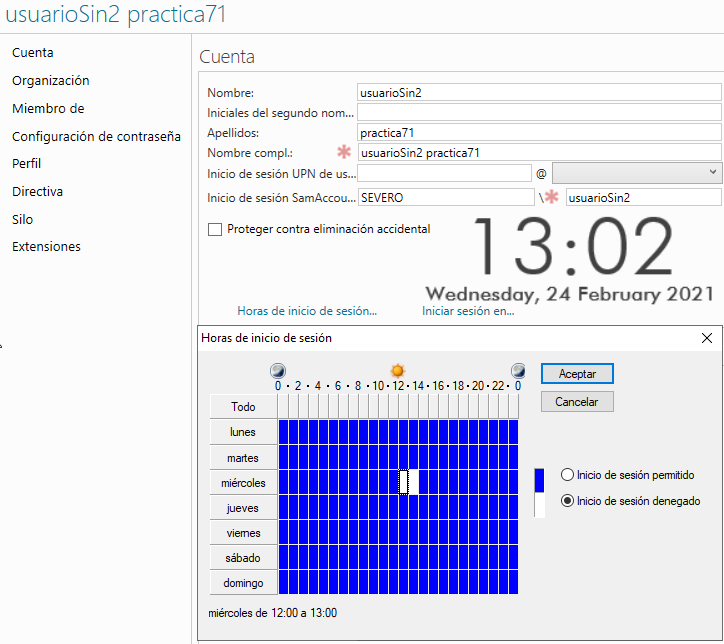 usuarioSin2 practica71
Cuenta
Organización
Miembro de
Configuración de contraseña
Perfil
Directiva
Silo
Extensiones
Cuenta
Nombre: usuarioSin2
Iniciales del segundo nom...
Apellidos: practica71
Nombre compl.: * usuarioSin2 practica71
Inicio de sesión UPN de us... @
Inicio de sesión SamAccou... SEVERO \* usuarioSin2
Proteger contra eliminación accidental
13:02
Wednesday, 24 February 2021
Horas de inicio de sesión... Iniciar sesión en...
Horas de inicio de sesión
0 · 2 · 4 · 6 · 8 · 10 · 12 · 14 · 16 · 18 · 20 · 22 · 0
Todo
lunes
martes
miércoles
jueves
viernes
sábado
domingo
Aceptar
Cancelar
Inicio de sesión permitido
Inicio de sesión denegado
miércoles de 12:00 a 13:00